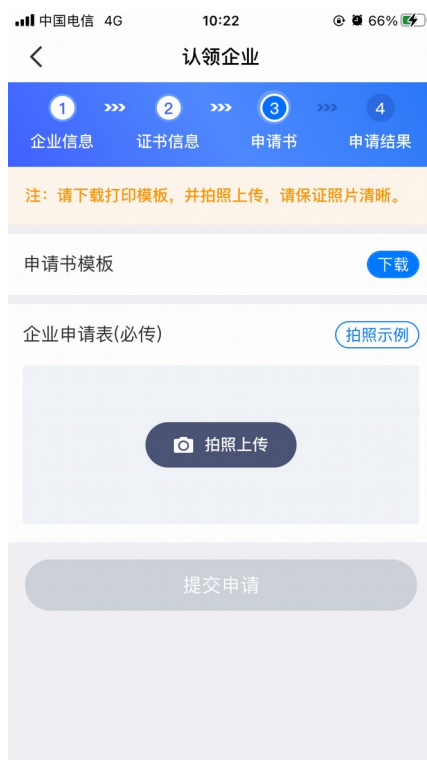 中国电信 4G 10:22 66%
认领企业
1 2 3 4
企业信息 证书信息 申请书 申请结果
注：请下载打印模板，并拍照上传，请保证照片清晰。
申请书模板 下载
企业申请表(必传) 拍照示例
拍照上传
提交申请